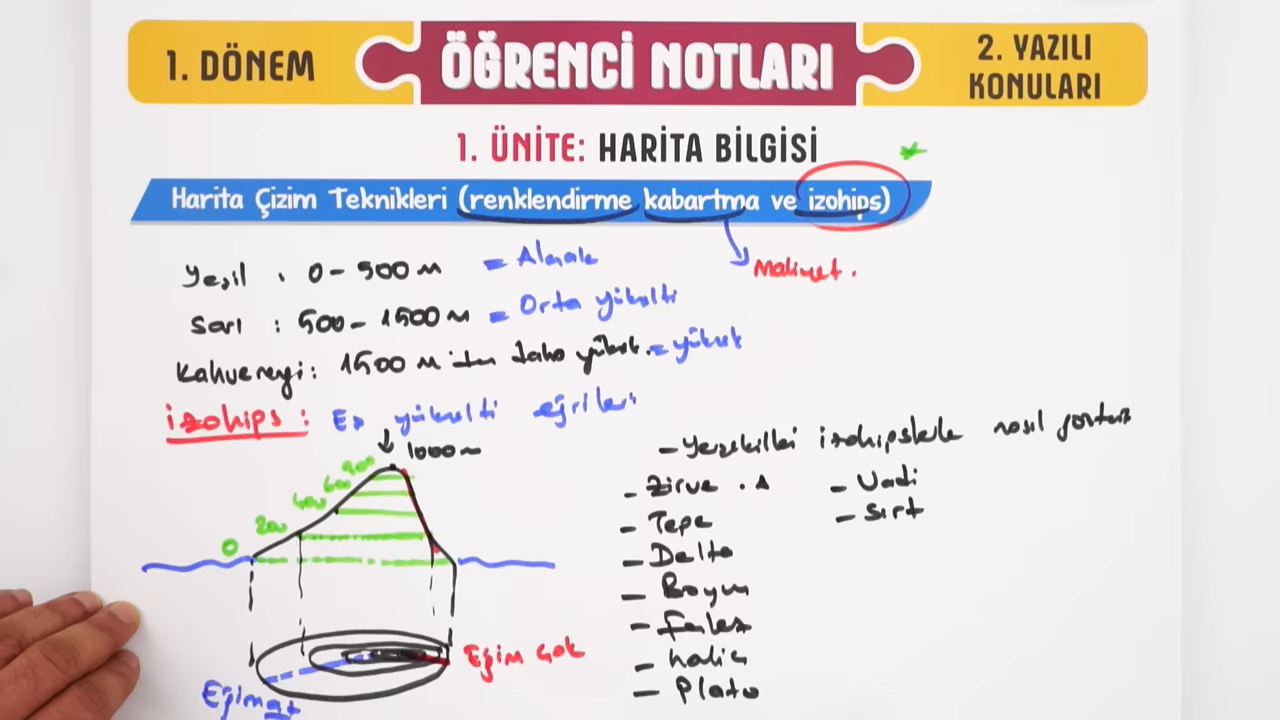 1. DÖNEM
ÖĞRENCİ NOTLARI
2. YAZILI
KONULARI
1. ÜNİTE: HARİTA BİLGİSİ
Harita Çizim Teknikleri (renklendirme kabartma ve izohips)
Maliyet.
Yeşil : 0-500 M = Alçak
Sarı : 500-1500 M = Orta yükselti
Kahverengi: 1500 M'den daha yüksek. = yüksek
izohips: Eş yükselti eğrileri
1000m
800
600
400
200
0
Eğim az
Eğim çok
- Yerşekilleri izohipslerle nasıl gösterilir
- Zirve . ▲
- Tepe
- Delta
- Boyun
- Falez
- haliç
- Plato
- Vadi
- Sırt